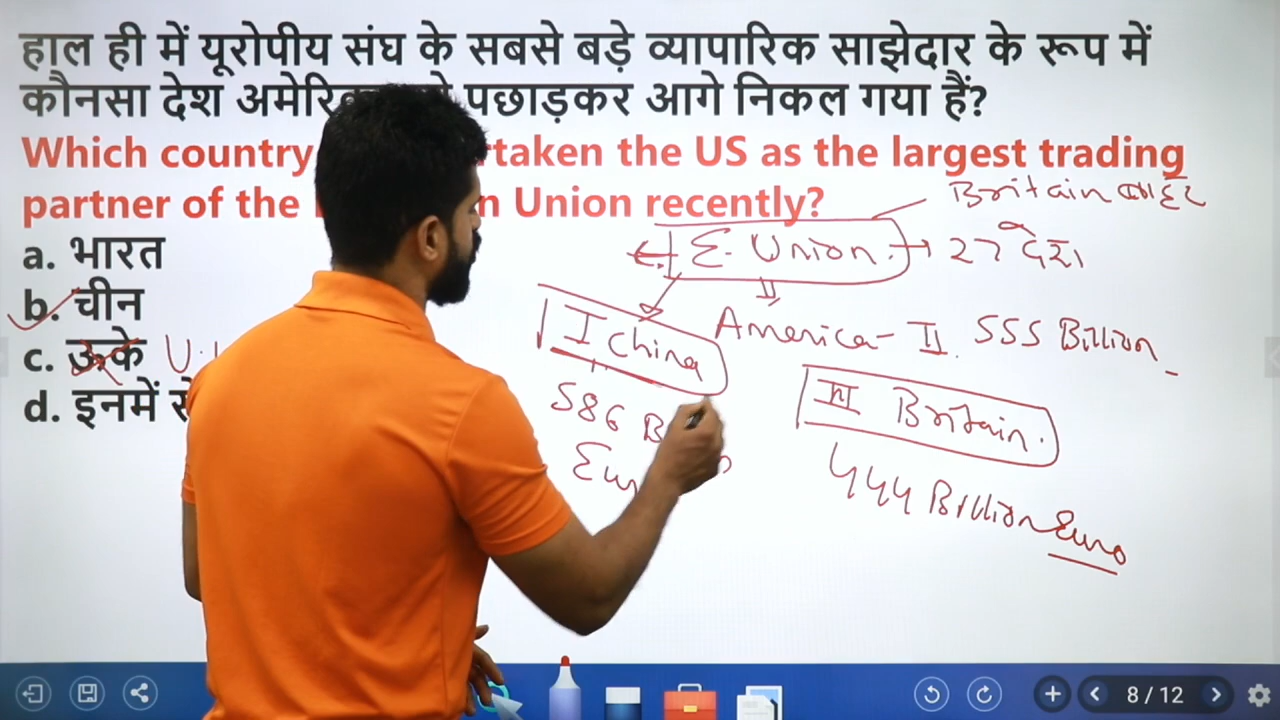 हाल ही में यूरोपीय संघ के सबसे बड़े व्यापारिक साझेदार के रूप में
कौनसा देश पछाड़कर आगे निकल गया हैं?
Which country the US as the largest trading
partner of the Union recently?
Britain बाहर
E. Union. 27 देश
a. भारत
b. चीन
I China
America - II. 555 Billion
c. ऊके
d. इनमें
III Britain.
586
444 Billion Euro
8 / 12